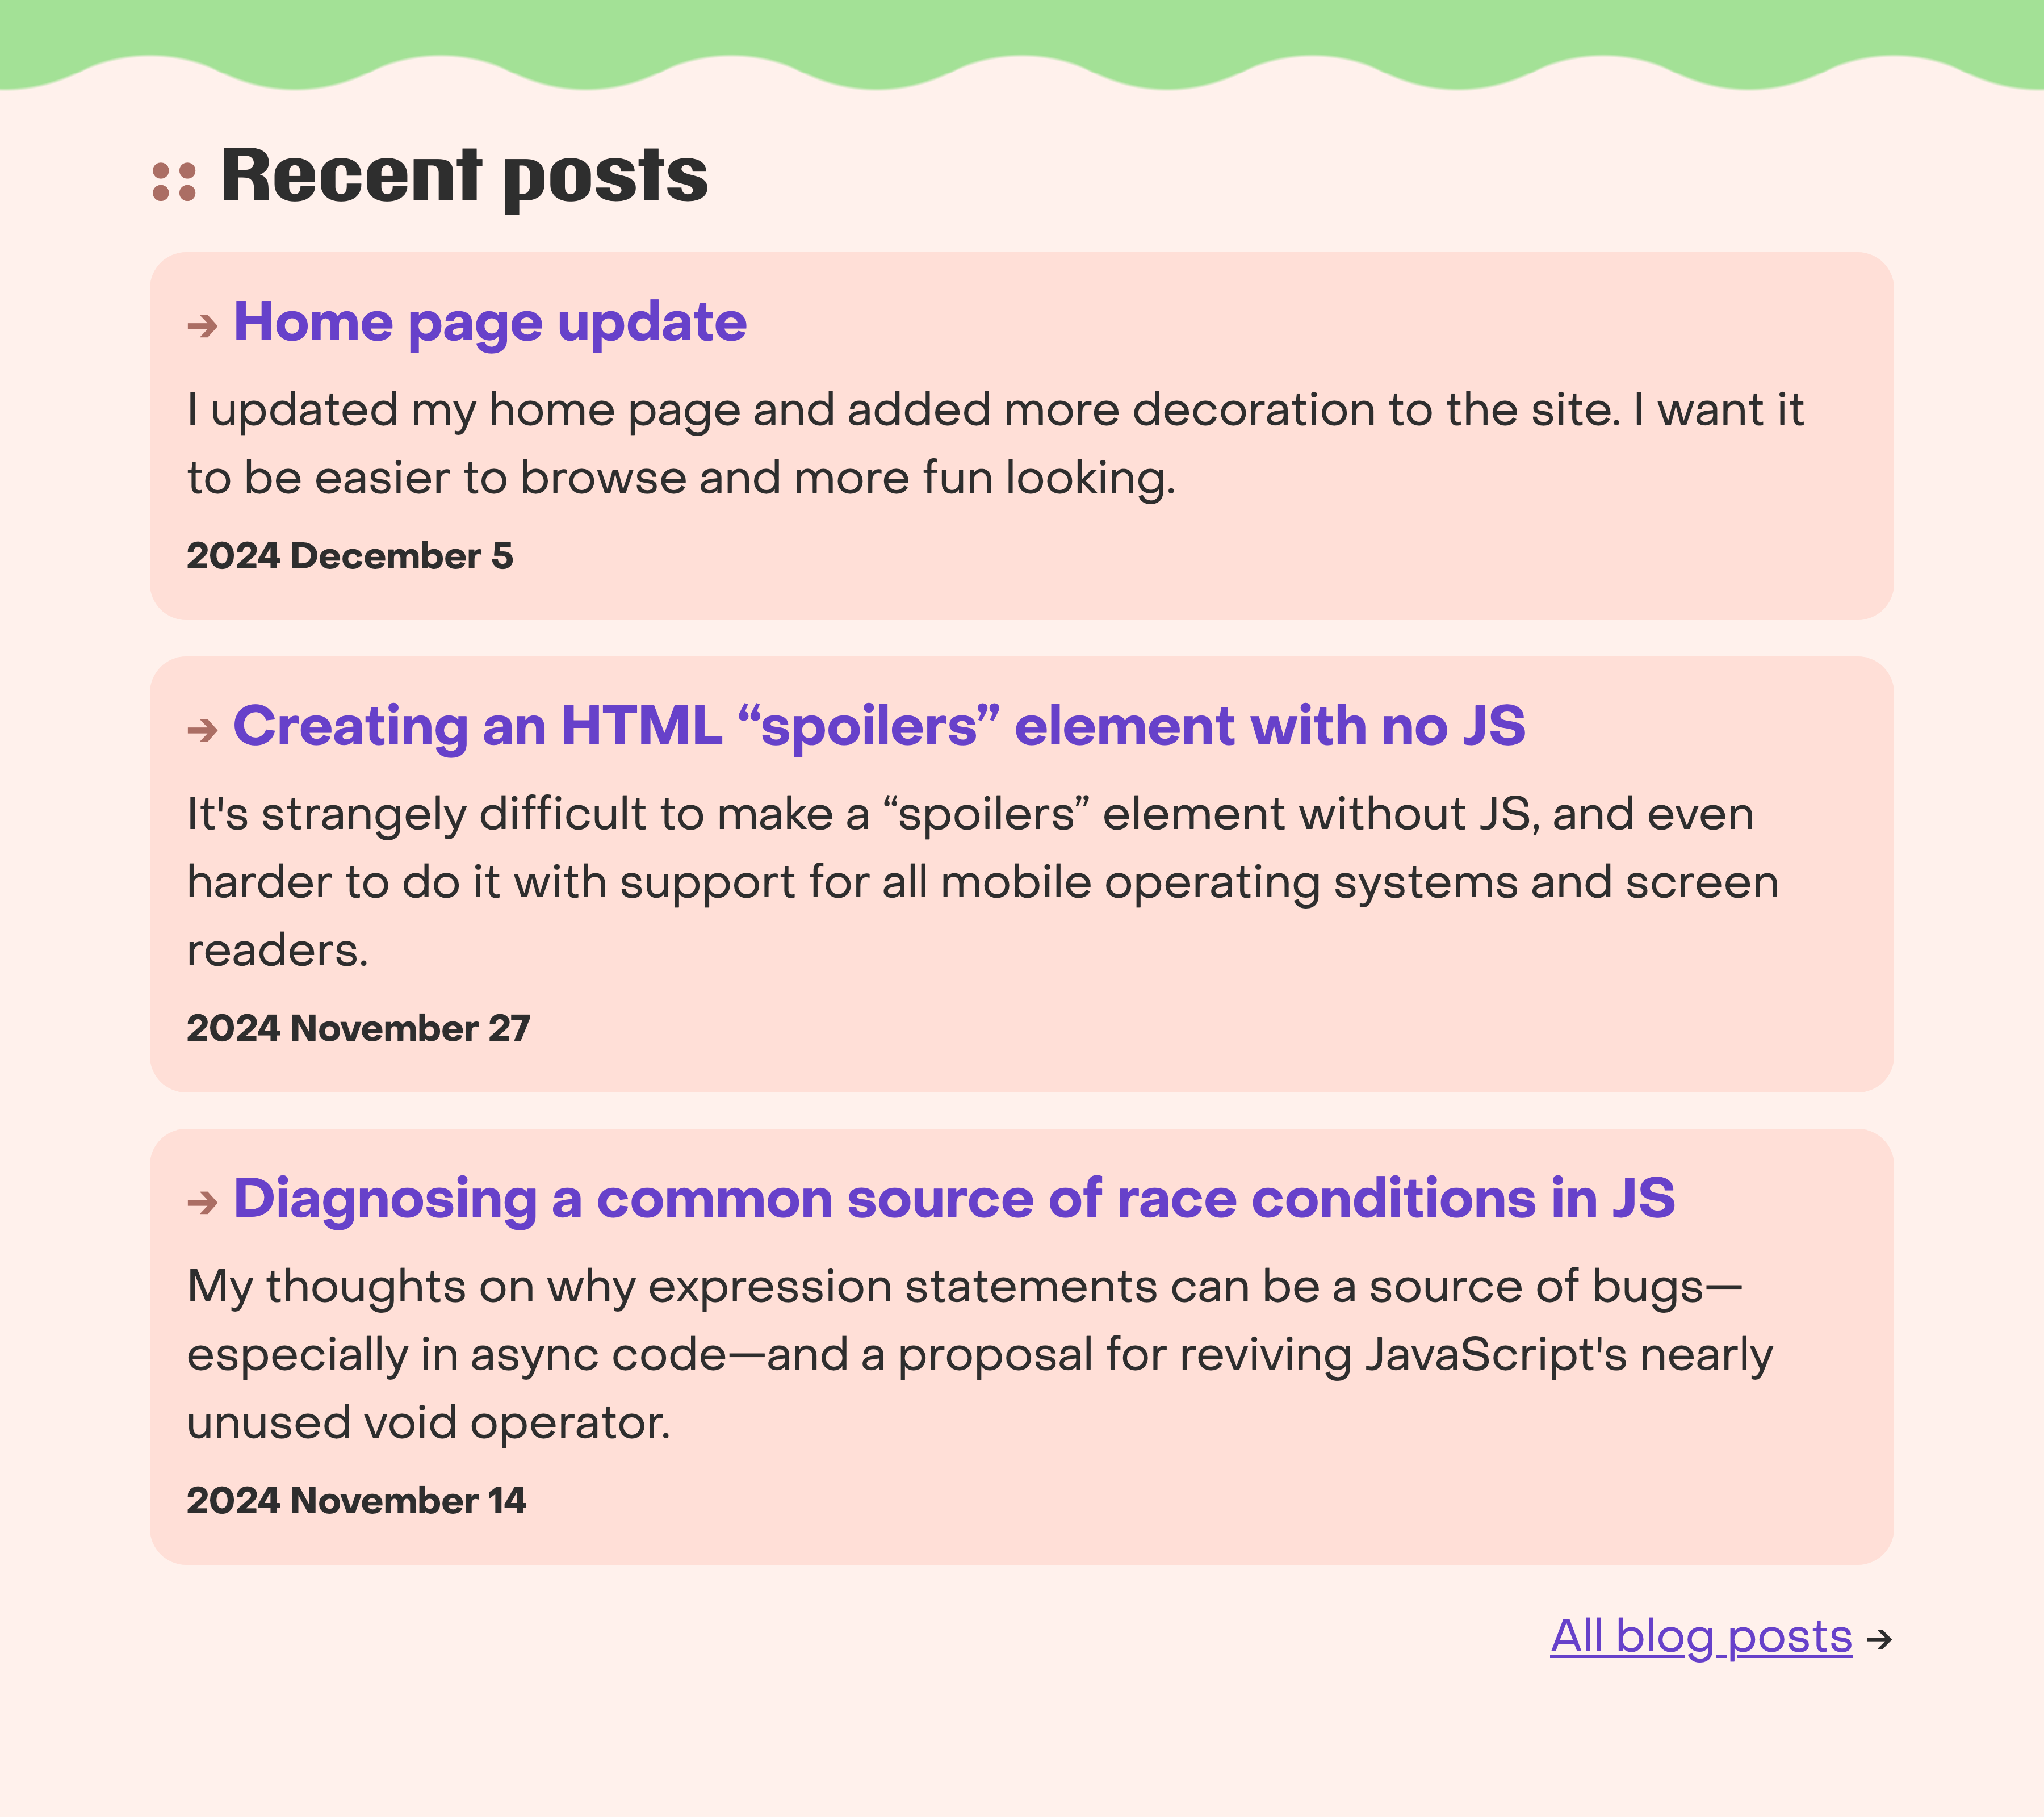 Recent posts
→ Home page update
I updated my home page and added more decoration to the site. I want it
to be easier to browse and more fun looking.
2024 December 5
→ Creating an HTML “spoilers” element with no JS
It's strangely difficult to make a “spoilers” element without JS, and even
harder to do it with support for all mobile operating systems and screen
readers.
2024 November 27
→ Diagnosing a common source of race conditions in JS
My thoughts on why expression statements can be a source of bugs—
especially in async code—and a proposal for reviving JavaScript's nearly
unused void operator.
2024 November 14
All blog posts →